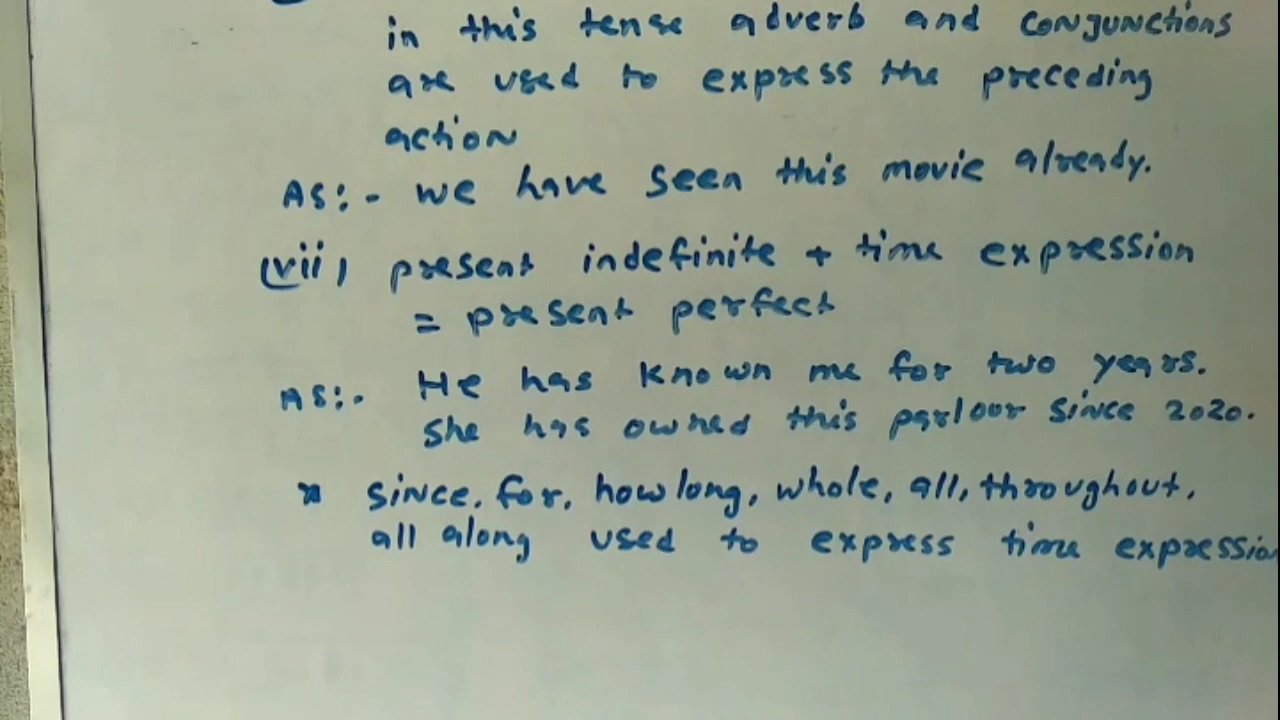 in this tense adverb and conjunctions
are used to express the preceding
action
As:- we have seen this movie already.
(vii) present indefinite + time expression
= present perfect
As:- He has known me for two years.
She has owned this parlour since 2020.
* since, for, how long, whole, all, throughout,
all along used to express time expression